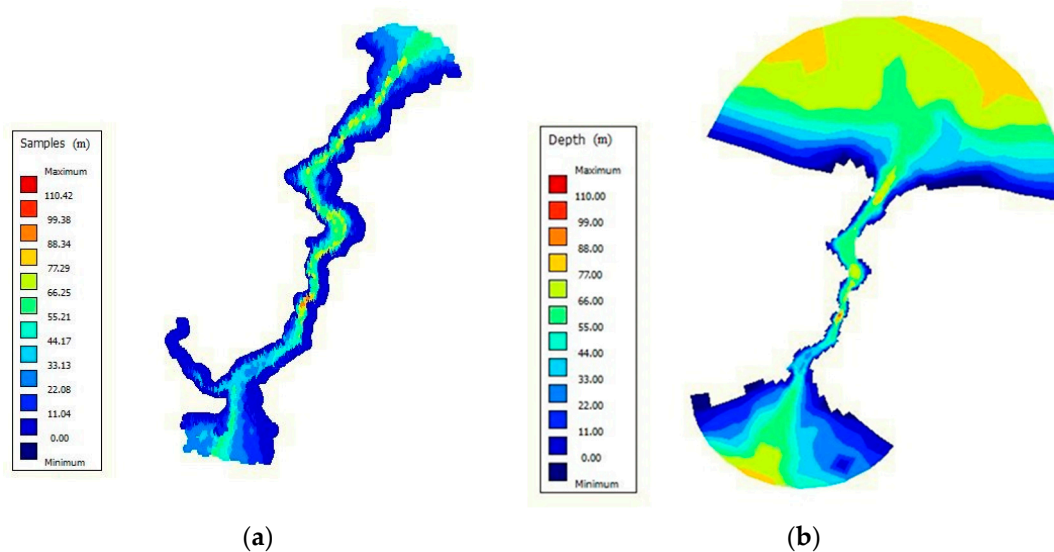 Samples (m)
Maximum
110.42
99.38
88.34
77.29
66.25
55.21
44.17
33.13
22.08
11.04
0.00
Minimum
(a)
Depth (m)
Maximum
110.00
99.00
88.00
77.00
66.00
55.00
44.00
33.00
22.00
11.00
0.00
Minimum
(b)